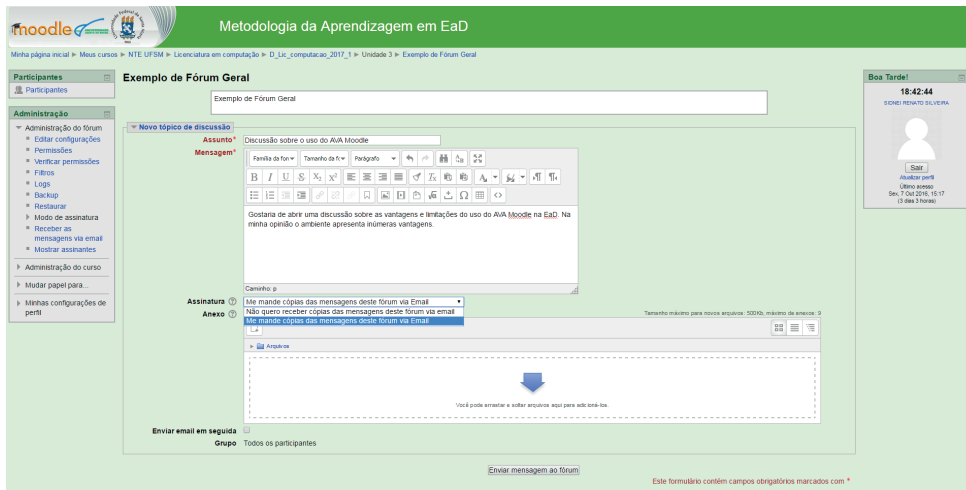 moodle
Metodologia da Aprendizagem em EaD
Minha página inicial ► Meus cursos ► NTE UFSM ► Licenciatura em computação ► D_Lic_computacao_2017_1 ► Unidade 3 ► Exemplo de Fórum Geral
Participantes
Participantes
Administração
Administração do fórum
Editar configurações
Permissões
Verificar permissões
Filtros
Logs
Backup
Restaurar
Modo de assinatura
Receber as
mensagens via email
Mostrar assinantes
Administração do curso
Mudar papel para...
Minhas configurações de
perfil
Exemplo de Fórum Geral
Exemplo de Fórum Geral
Novo tópico de discussão
Assunto* Discussão sobre o uso do AVA Moodle
Mensagem*
Família da fon Tamanho da fo Parágrafo
Gostaria de abrir uma discussão sobre as vantagens e limitações do uso do AVA Moodle na EaD. Na
minha opinião o ambiente apresenta inúmeras vantagens.
Caminho: p
Assinatura Me mande cópias das mensagens deste fórum via Email
Não quero receber cópias das mensagens deste fórum via email
Me mande cópias das mensagens deste fórum via Email
Anexo Tamanho máximo para novos arquivos: 500Kb, máximo de anexos: 9
Arquivos
Você pode arrastar e soltar arquivos aqui para adicioná-los.
Enviar email em seguida
Grupo Todos os participantes
Enviar mensagem ao fórum
Este formulário contém campos obrigatórios marcados com *
Boa Tarde!
18:42:44
SIDNEI RENATO SILVEIRA
Sair
Atualizar perfil
Último acesso
Sex, 7 Out 2016, 15:17
(3 dias 3 horas)